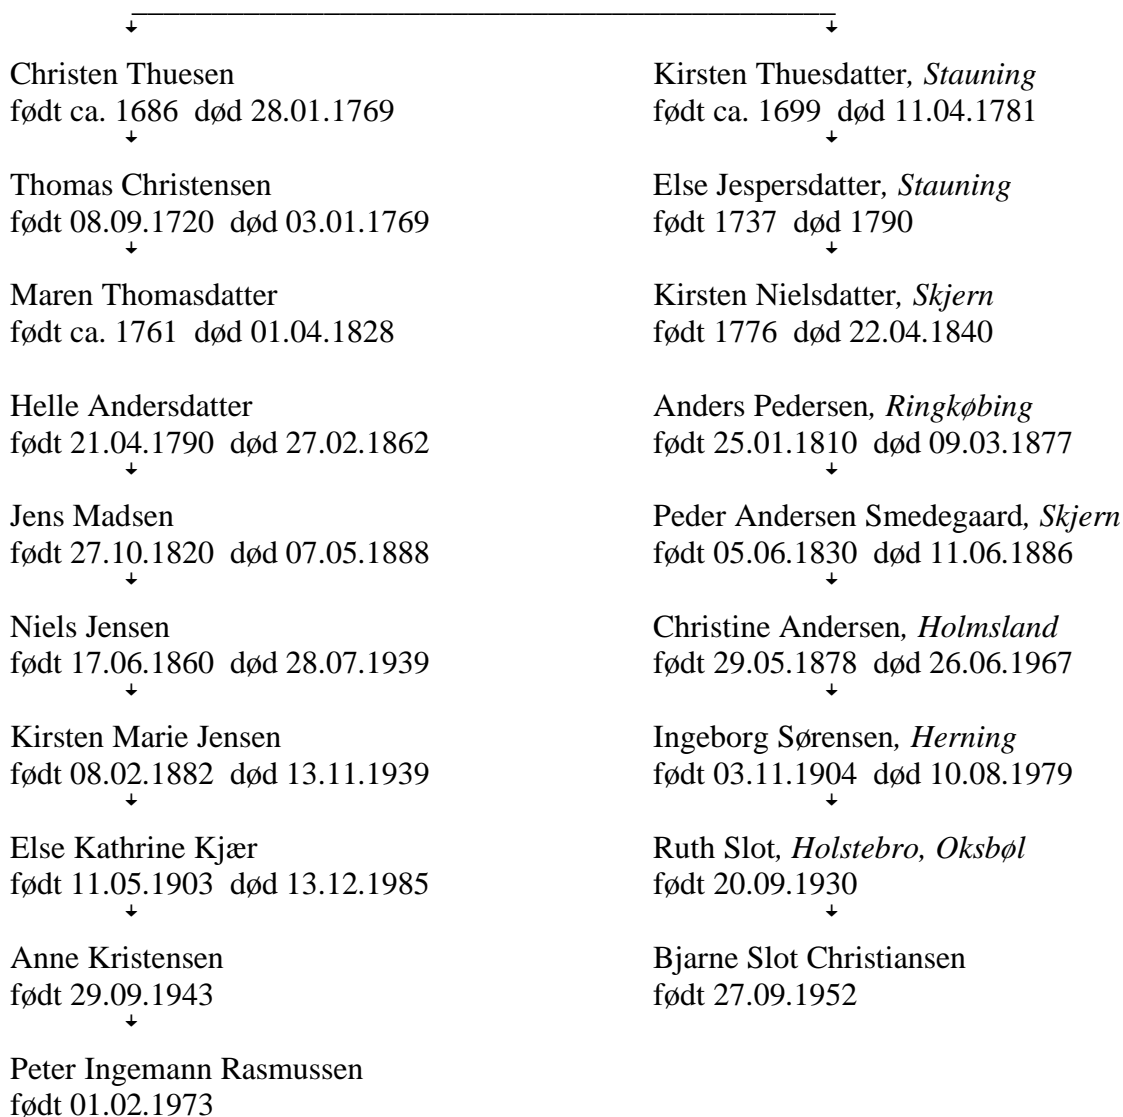 Christen Thuesen
født ca. 1686  død 28.01.1769
Thomas Christensen
født 08.09.1720  død 03.01.1769
Maren Thomasdatter
født ca. 1761  død 01.04.1828
Helle Andersdatter
født 21.04.1790  død 27.02.1862
Jens Madsen
født 27.10.1820  død 07.05.1888
Niels Jensen
født 17.06.1860  død 28.07.1939
Kirsten Marie Jensen
født 08.02.1882  død 13.11.1939
Else Kathrine Kjær
født 11.05.1903  død 13.12.1985
Anne Kristensen
født 29.09.1943
Peter Ingemann Rasmussen
født 01.02.1973
Kirsten Thuesdatter, Stauning
født ca. 1699  død 11.04.1781
Else Jespersdatter, Stauning
født 1737  død 1790
Kirsten Nielsdatter, Skjern
født 1776  død 22.04.1840
Anders Pedersen, Ringkøbing
født 25.01.1810  død 09.03.1877
Peder Andersen Smedegaard, Skjern
født 05.06.1830  død 11.06.1886
Christine Andersen, Holmsland
født 29.05.1878  død 26.06.1967
Ingeborg Sørensen, Herning
født 03.11.1904  død 10.08.1979
Ruth Slot, Holstebro, Oksbøl
født 20.09.1930
Bjarne Slot Christiansen
født 27.09.1952